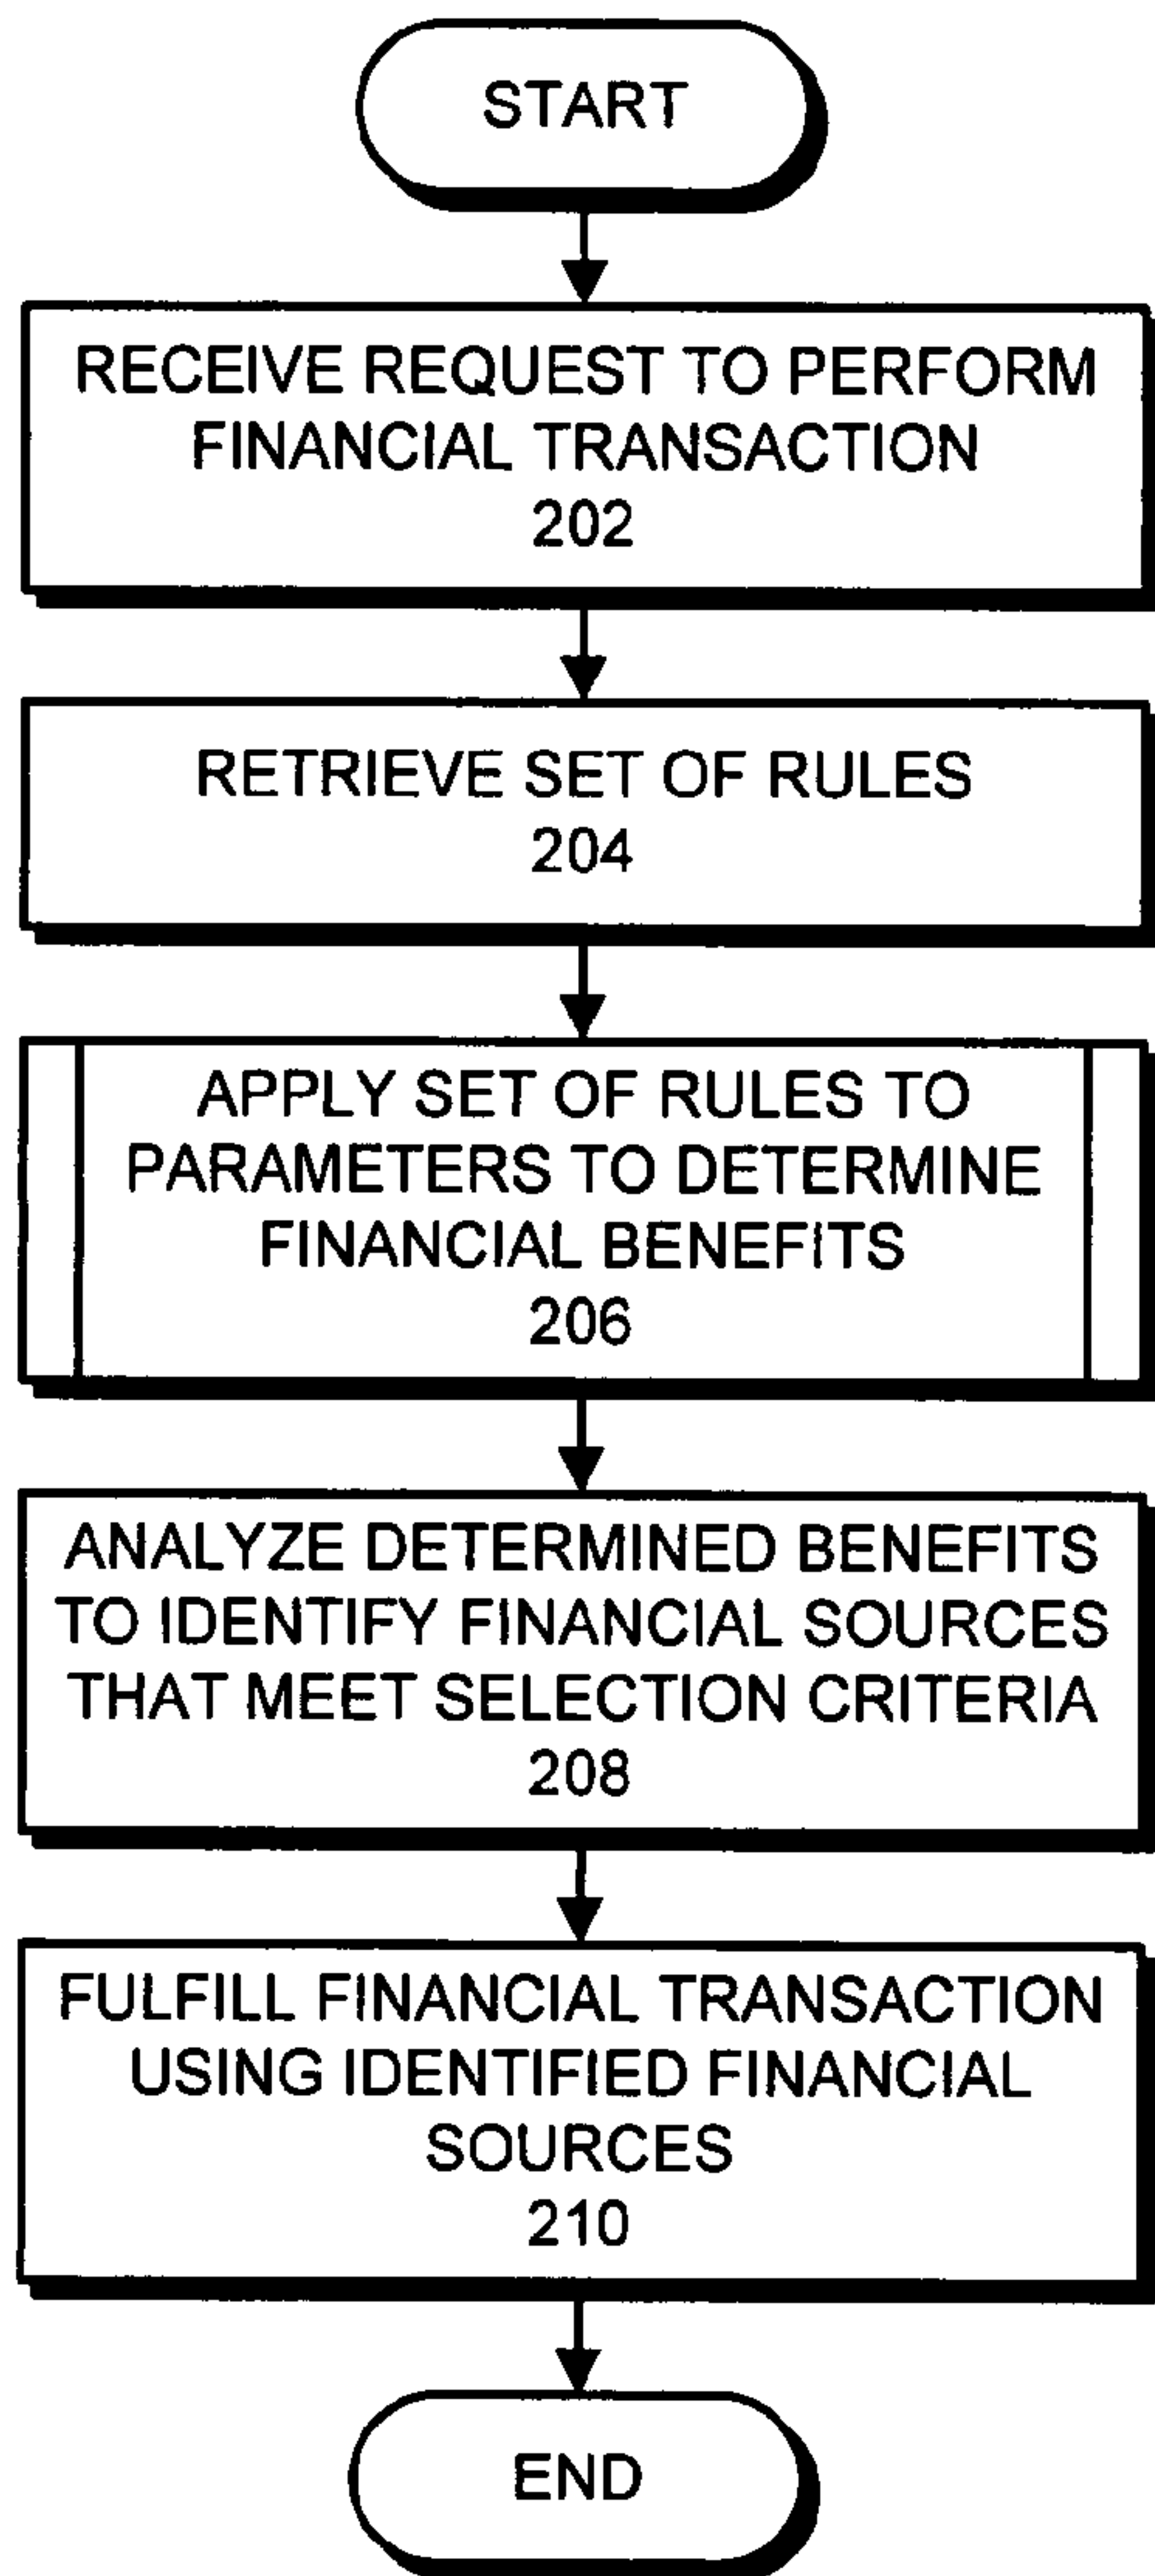 START
RECEIVE REQUEST TO PERFORM
FINANCIAL TRANSACTION
202
RETRIEVE SET OF RULES
204
APPLY SET OF RULES TO
PARAMETERS TO DETERMINE
FINANCIAL BENEFITS
206
ANALYZE DETERMINED BENEFITS
TO IDENTIFY FINANCIAL SOURCES
THAT MEET SELECTION CRITERIA
208
FULFILL FINANCIAL TRANSACTION
USING IDENTIFIED FINANCIAL
SOURCES
210
END